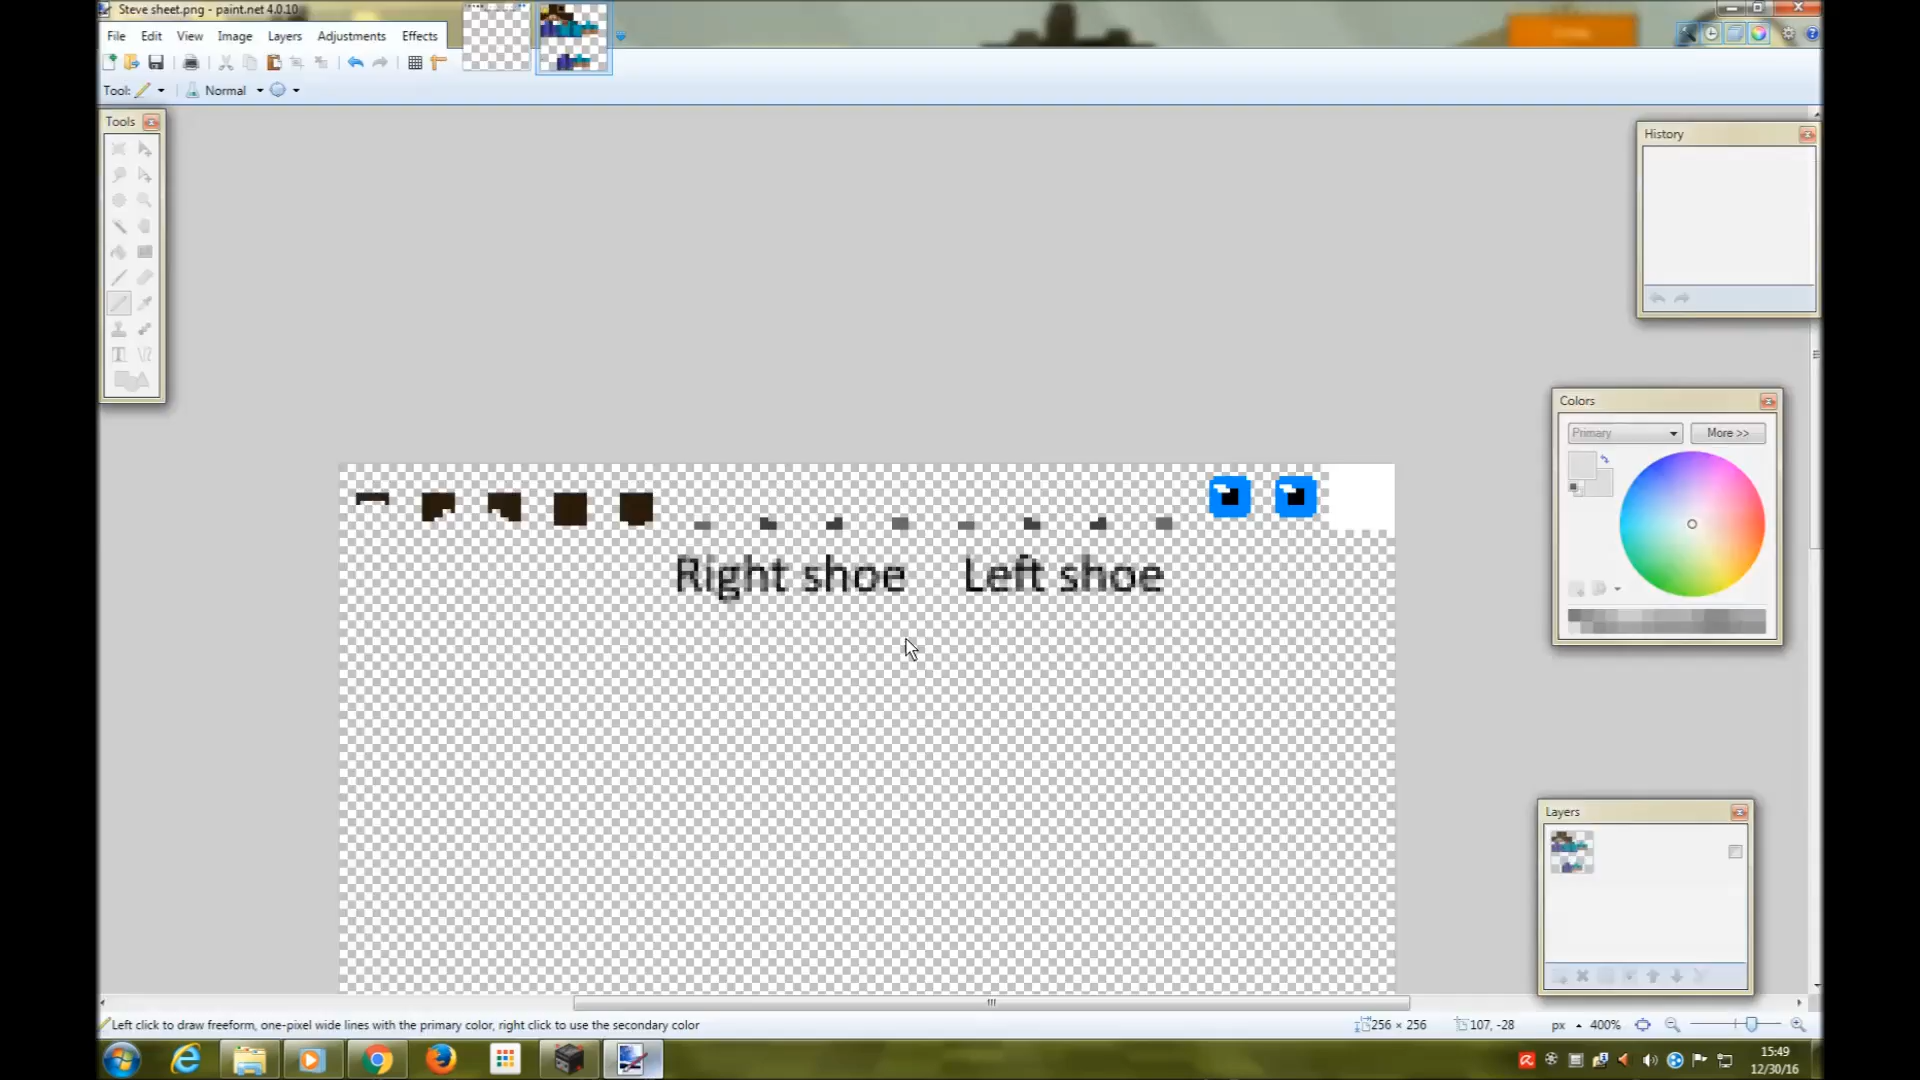 Steve sheet.png - paint.net 4.0.10
File Edit View Image Layers Adjustments Effects
Tool: Normal
Tools
History
Colors
Primary More >>
Right shoe Left shoe
Layers
Left click to draw freeform, one-pixel wide lines with the primary color, right click to use the secondary color
256 × 256 107, -28 px 400%
15:49
12/30/16